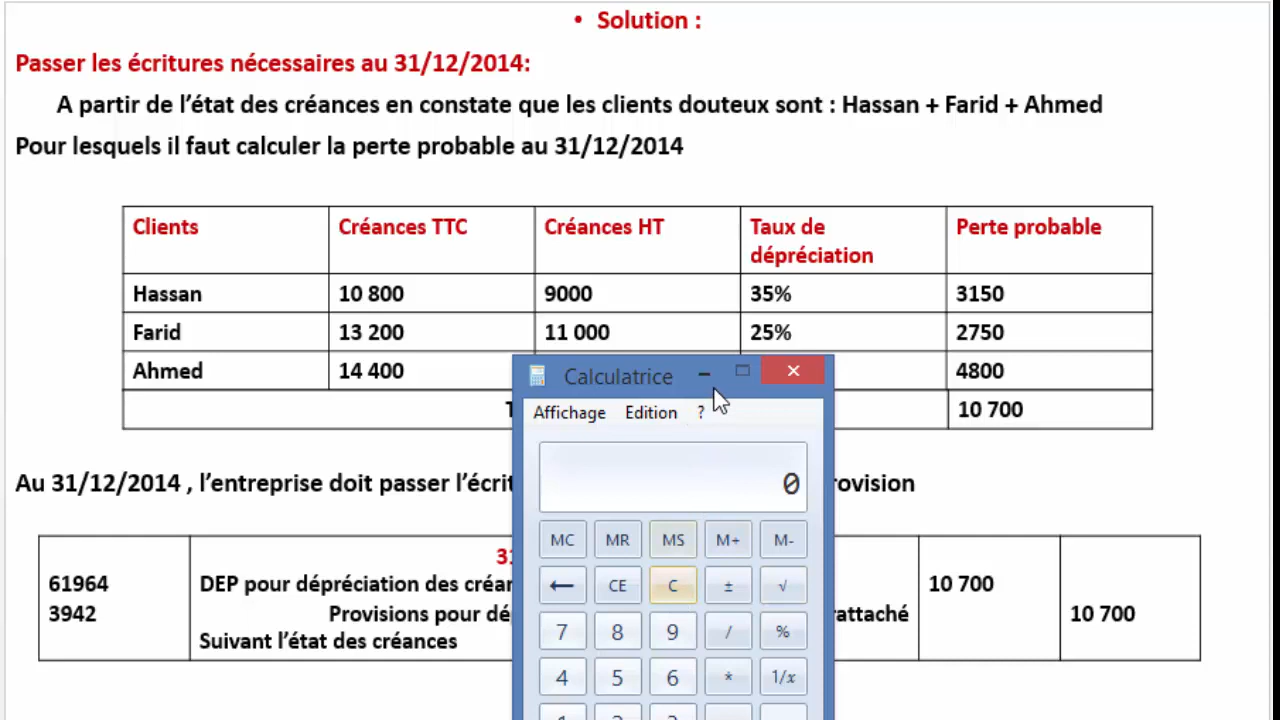 • Solution :
Passer les écritures nécessaires au 31/12/2014:
A partir de l’état des créances en constate que les clients douteux sont : Hassan + Farid + Ahmed
Pour lesquels il faut calculer la perte probable au 31/12/2014
Clients Créances TTC Créances HT Taux de dépréciation Perte probable
Hassan 10 800 9000 35% 3150
Farid 13 200 11 000 25% 2750
Ahmed 14 400 4800
10 700
Calculatrice
Affichage Edition ?
0
MC MR MS M+ M-
← CE C ± √
7 8 9 / %
4 5 6 * 1/x
Au 31/12/2014 , l’entreprise doit passer l’écrit
rovision
61964 DEP pour dépréciation des créan 10 700
3942 Provisions pour dé rattaché 10 700
Suivant l’état des créances